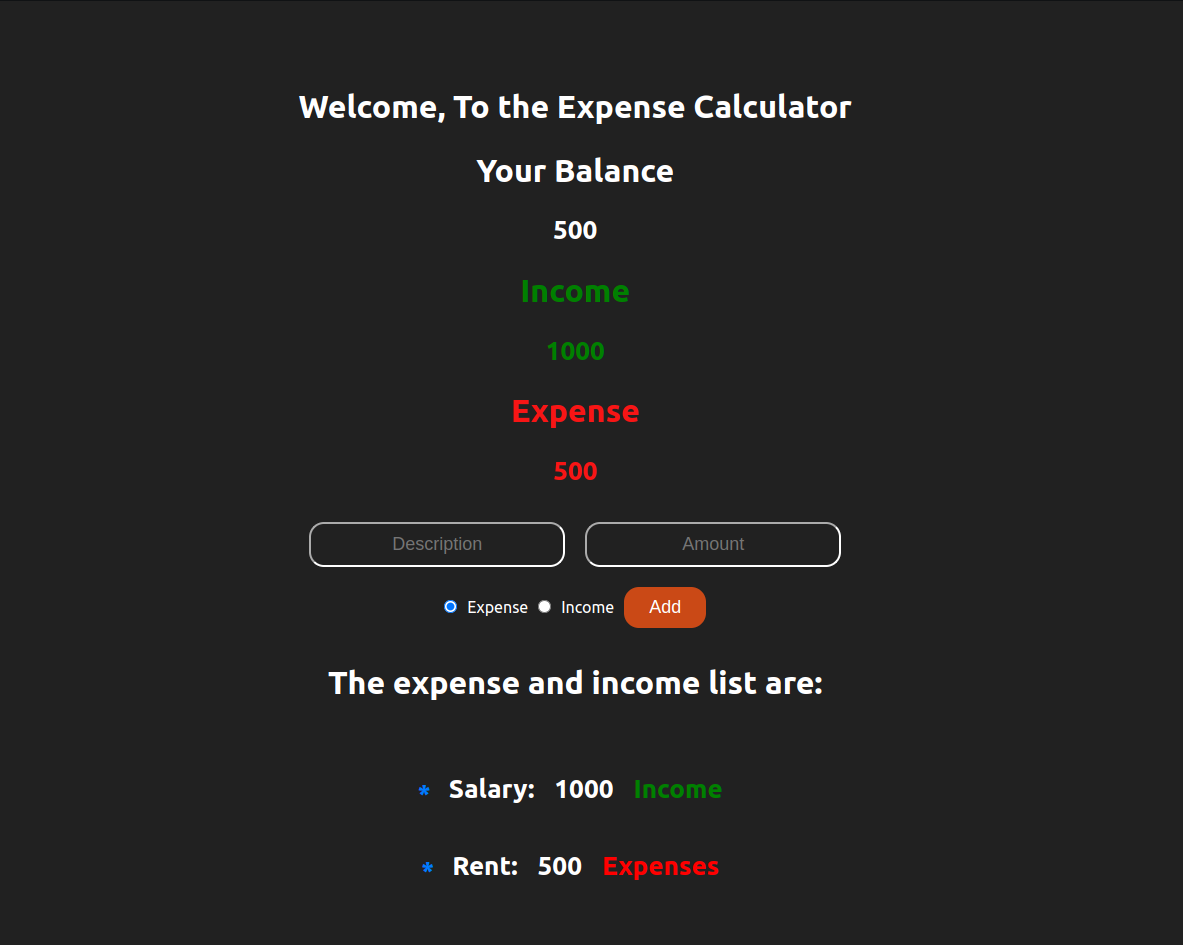 Welcome, To the Expense Calculator
Your Balance
500
Income
1000
Expense
500
Description Amount
Expense Income Add
The expense and income list are:
* Salary: 1000 Income
* Rent: 500 Expenses